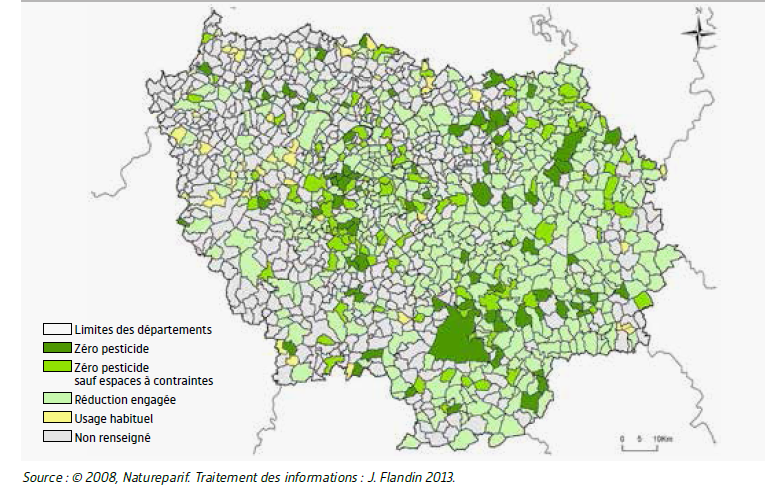 N
Limites des départements
Zéro pesticide
Zéro pesticide
sauf espaces à contraintes
Réduction engagée
Usage habituel
Non renseigné
0 5 10Km
Source : © 2008, Natureparif. Traitement des informations : J. Flandin 2013.